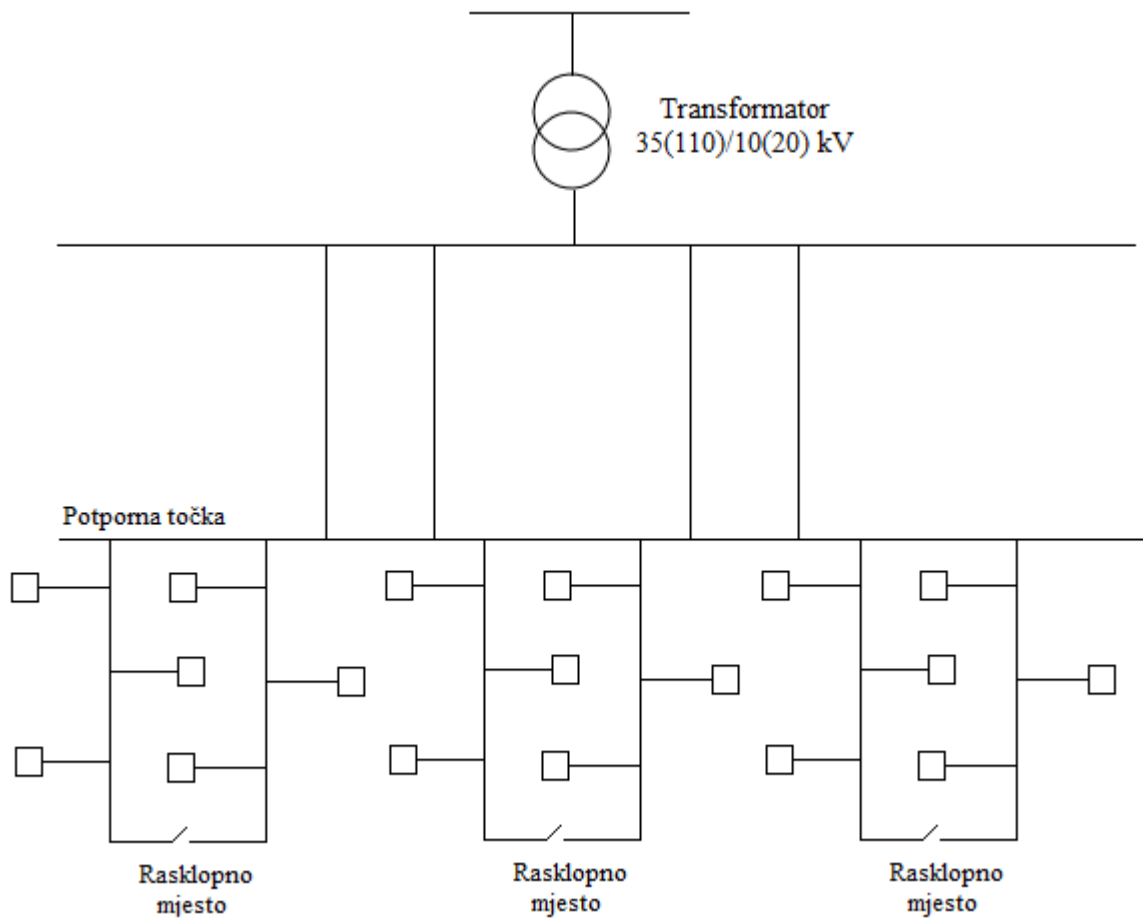 Transformator
35(110)/10(20) kV
Potporna točka
Rasklopno
mjesto
Rasklopno
mjesto
Rasklopno
mjesto